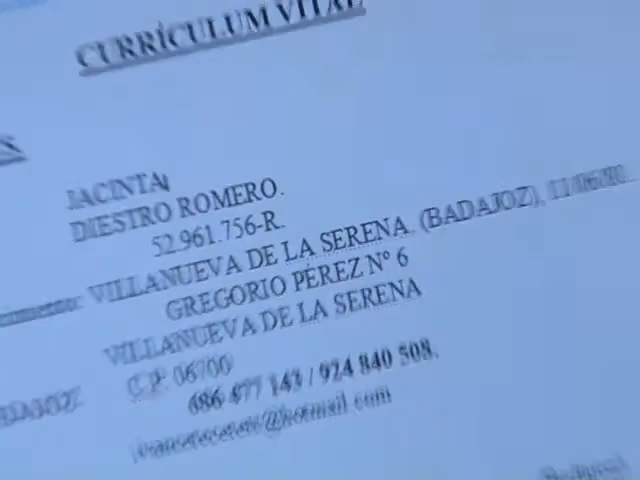 CURRÍCULUM VITAE
JACINTA
DIESTRO ROMERO.
52.961.756-R.
VILLANUEVA DE LA SERENA. (BADAJOZ),
GREGORIO PÉREZ Nº 6
VILLANUEVA DE LA SERENA
C.P. 06700
686 477 143 / 924 840 508.